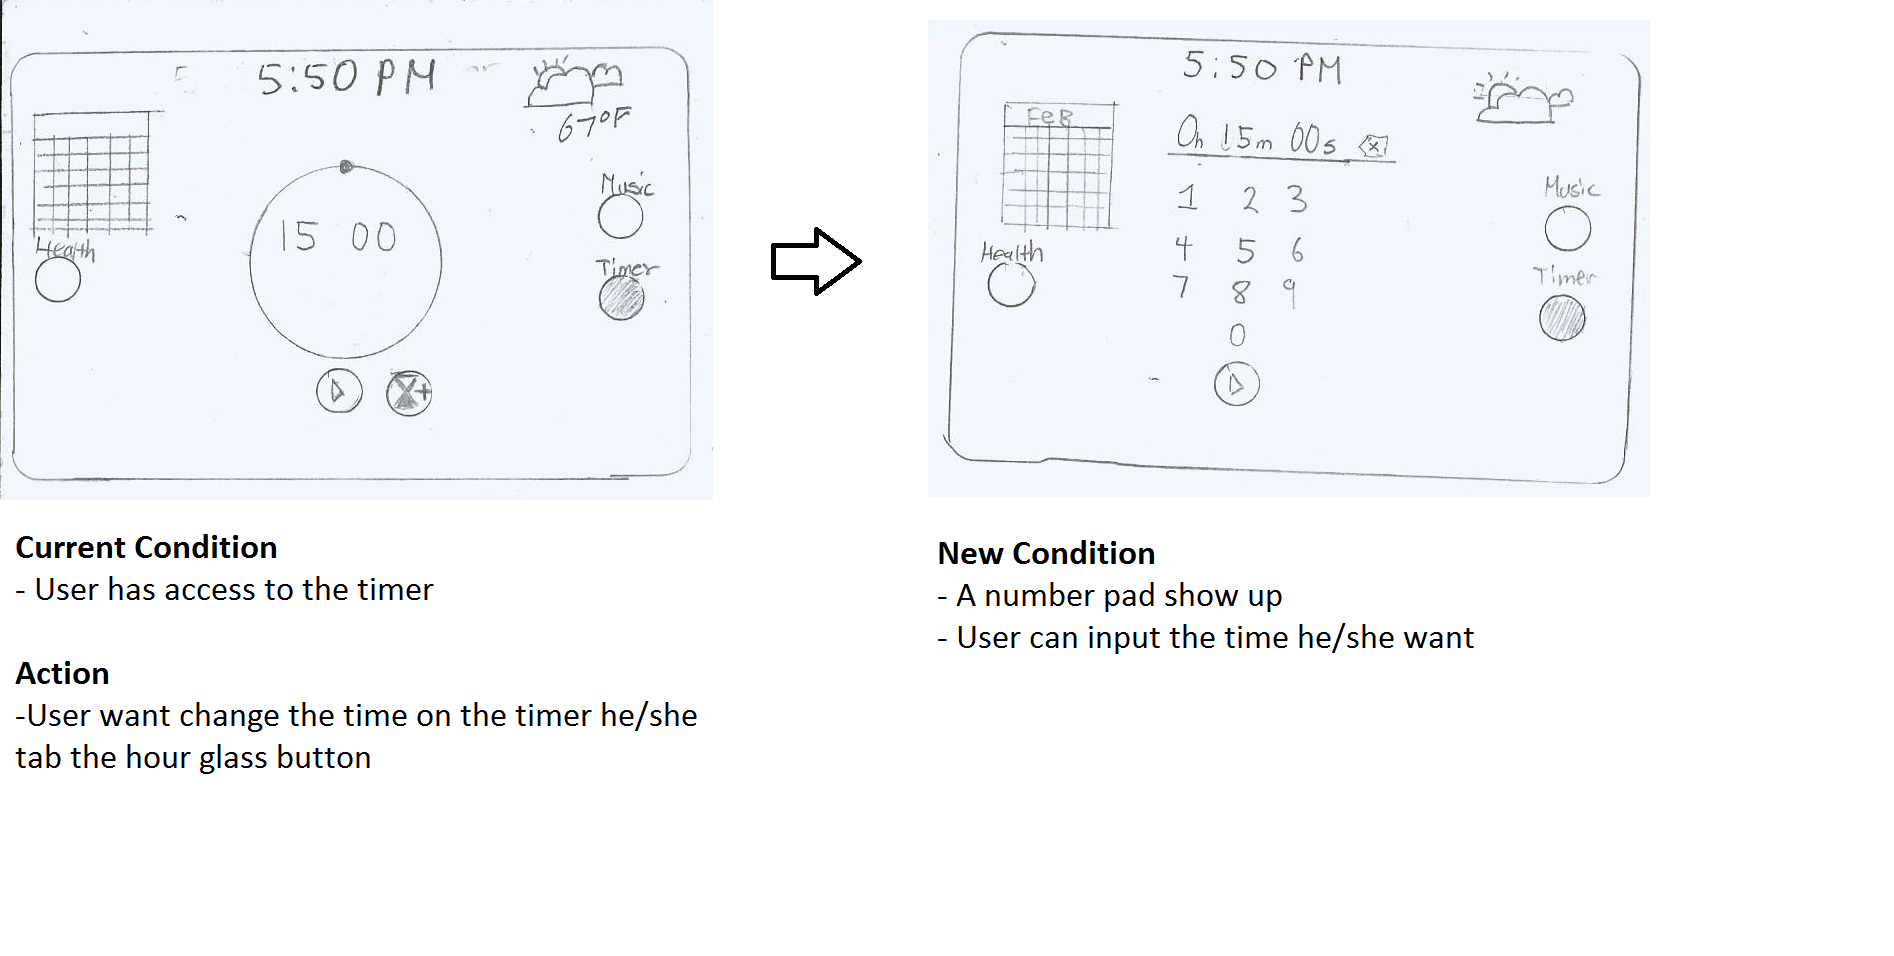 5:50 PM
67°F
Music
Health
15 00
Timer
5:50 PM
FeB
0h 15m 00s
Music
1 2 3
Health
4 5 6
Timer
7 8 9
0
Current Condition
- User has access to the timer
Action
-User want change the time on the timer he/she
tab the hour glass button
New Condition
- A number pad show up
- User can input the time he/she want